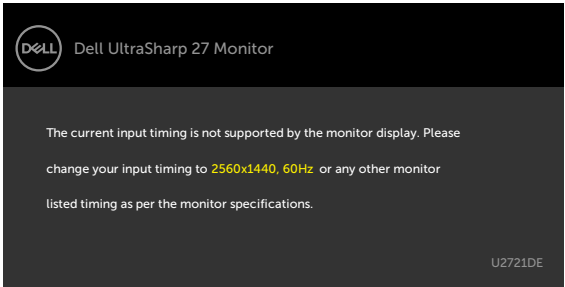 DELL
Dell UltraSharp 27 Monitor
The current input timing is not supported by the monitor display. Please
change your input timing to 2560x1440, 60Hz or any other monitor
listed timing as per the monitor specifications.
U2721DE